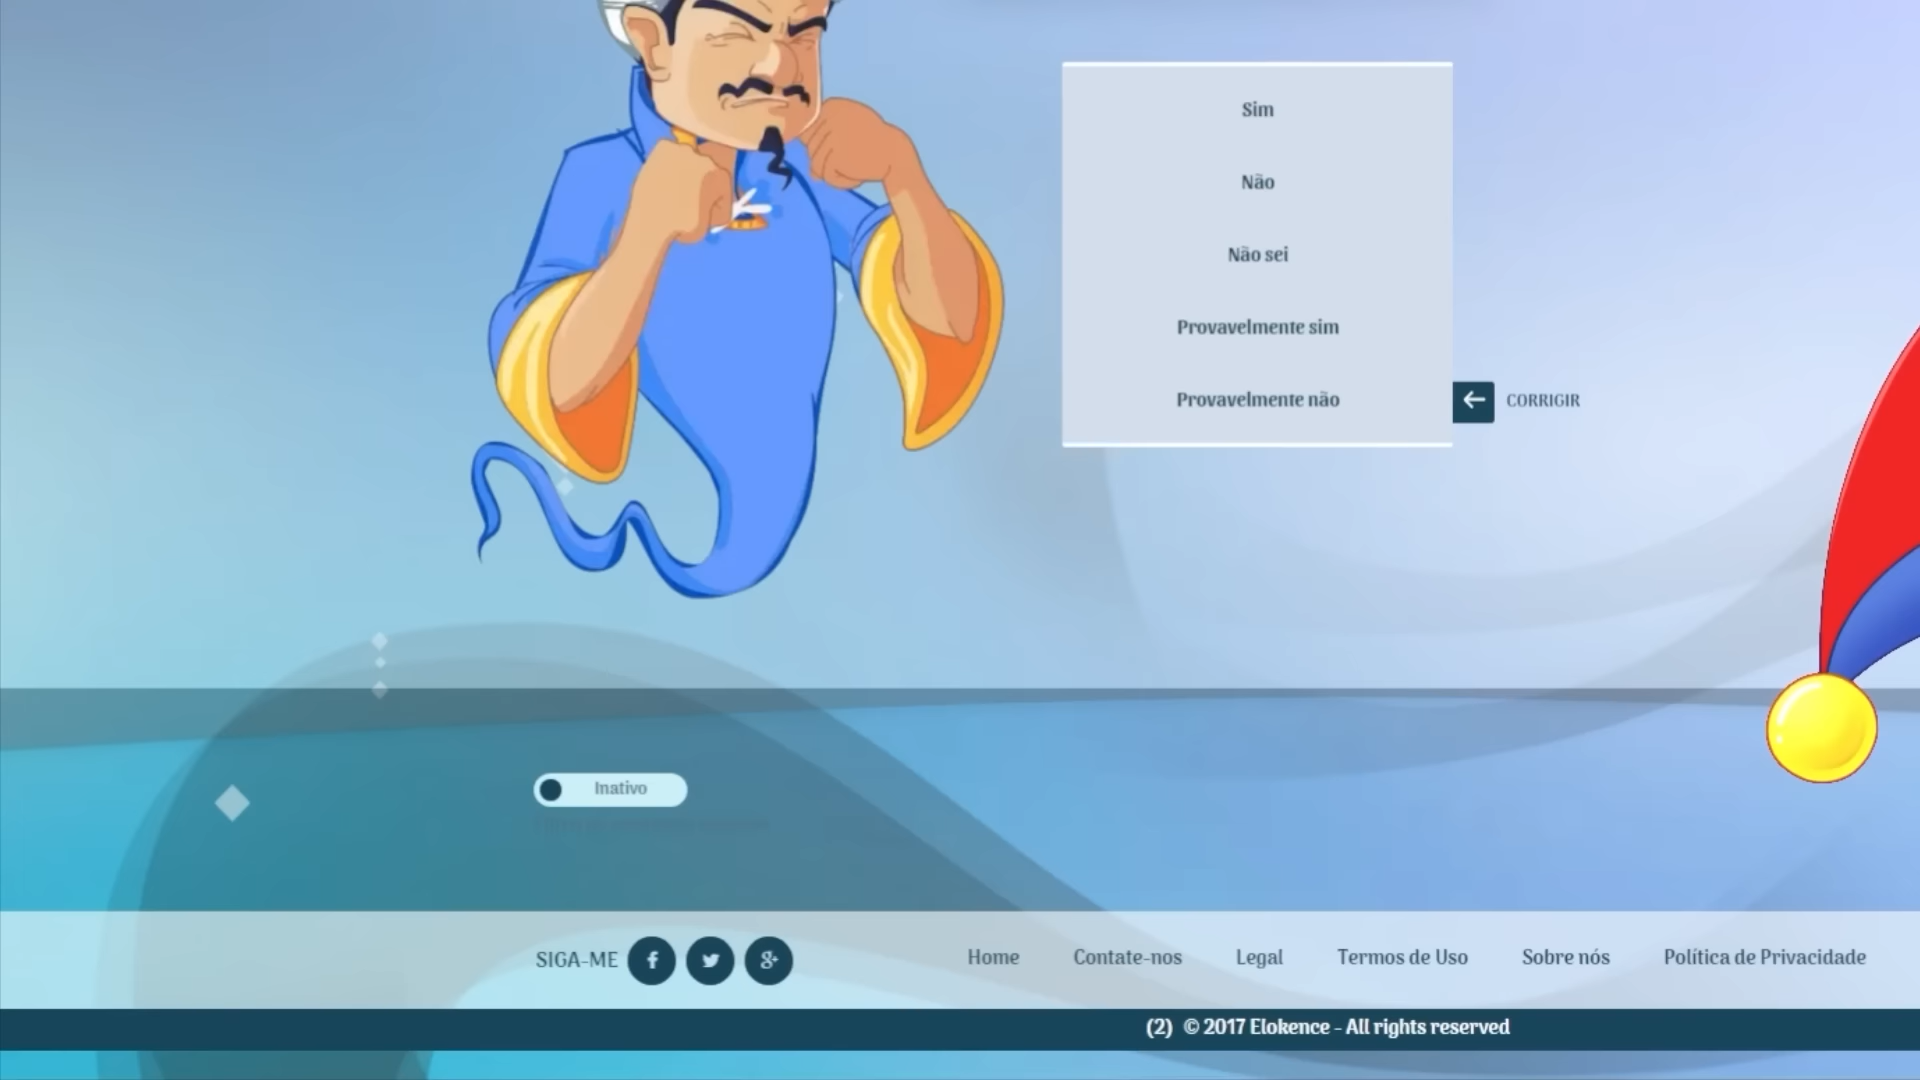 Sim
Não
Não sei
Provavelmente sim
Provavelmente não
CORRIGIR
Inativo
SIGA-ME
Home Contate-nos Legal Termos de Uso Sobre nós Política de Privacidade
(2) © 2017 Elokence - All rights reserved